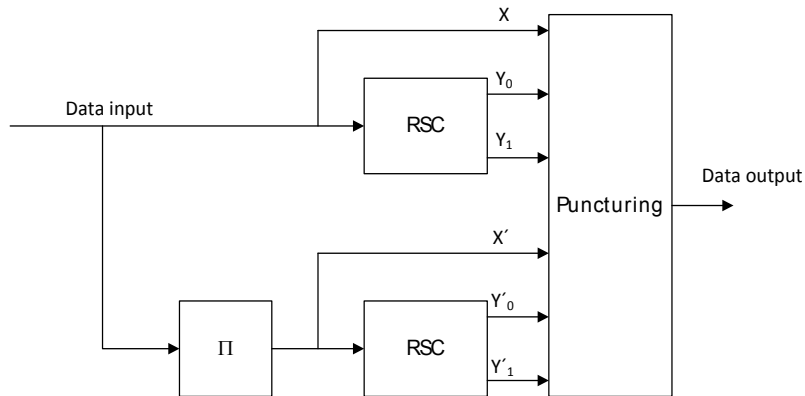 X
Y₀
Data input
RSC
Y₁
Data output
Puncturing
X´
Y´₀
Π
RSC
Y´₁